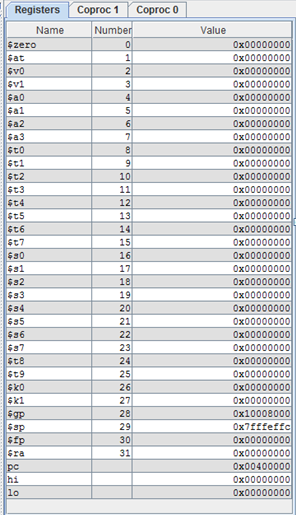 Registers Coproc 1 Coproc 0
Name Number Value
$zero 0 0x00000000
$at 1 0x00000000
$v0 2 0x00000000
$v1 3 0x00000000
$a0 4 0x00000000
$a1 5 0x00000000
$a2 6 0x00000000
$a3 7 0x00000000
$t0 8 0x00000000
$t1 9 0x00000000
$t2 10 0x00000000
$t3 11 0x00000000
$t4 12 0x00000000
$t5 13 0x00000000
$t6 14 0x00000000
$t7 15 0x00000000
$s0 16 0x00000000
$s1 17 0x00000000
$s2 18 0x00000000
$s3 19 0x00000000
$s4 20 0x00000000
$s5 21 0x00000000
$s6 22 0x00000000
$s7 23 0x00000000
$t8 24 0x00000000
$t9 25 0x00000000
$k0 26 0x00000000
$k1 27 0x00000000
$gp 28 0x10008000
$sp 29 0x7fffeffc
$fp 30 0x00000000
$ra 31 0x00000000
pc 0x00400000
hi 0x00000000
lo 0x00000000